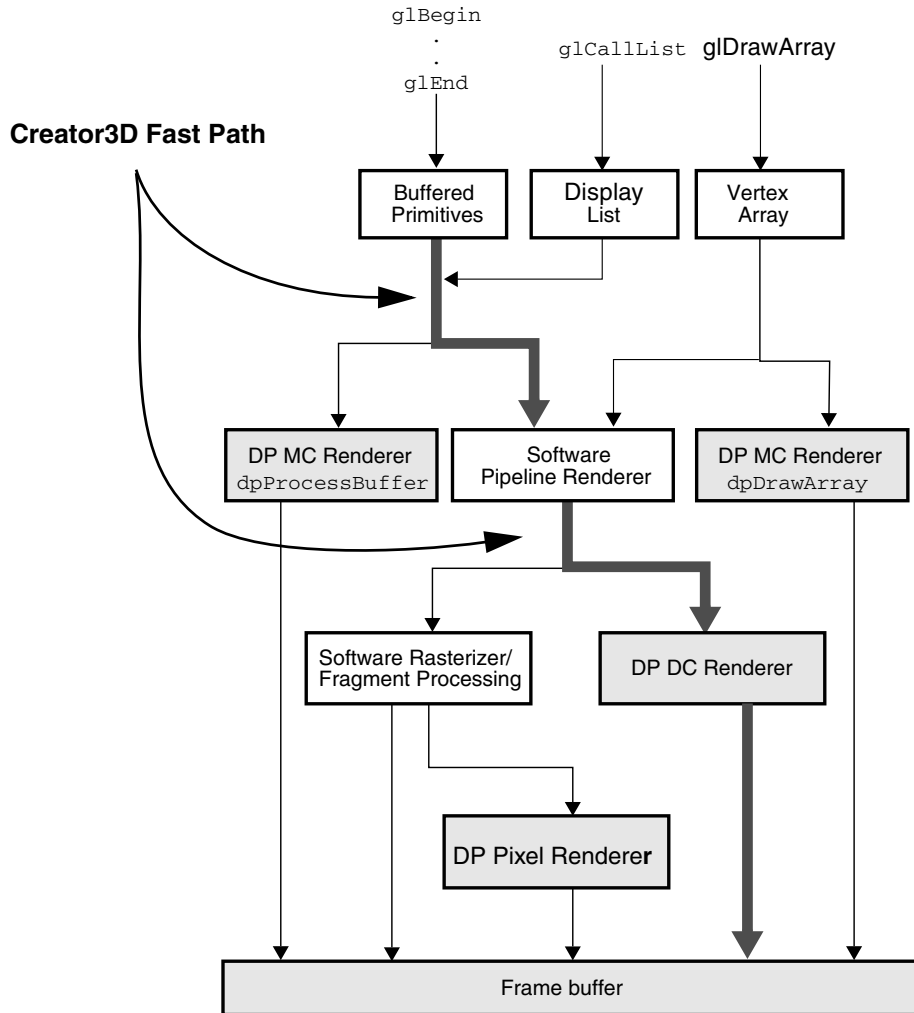 glBegin
.
.
glEnd
glCallList
glDrawArray
Creator3D Fast Path
Buffered
Primitives
Display
List
Vertex
Array
DP MC Renderer
dpProcessBuffer
Software
Pipeline Renderer
DP MC Renderer
dpDrawArray
Software Rasterizer/
Fragment Processing
DP DC Renderer
DP Pixel Renderer
Frame buffer